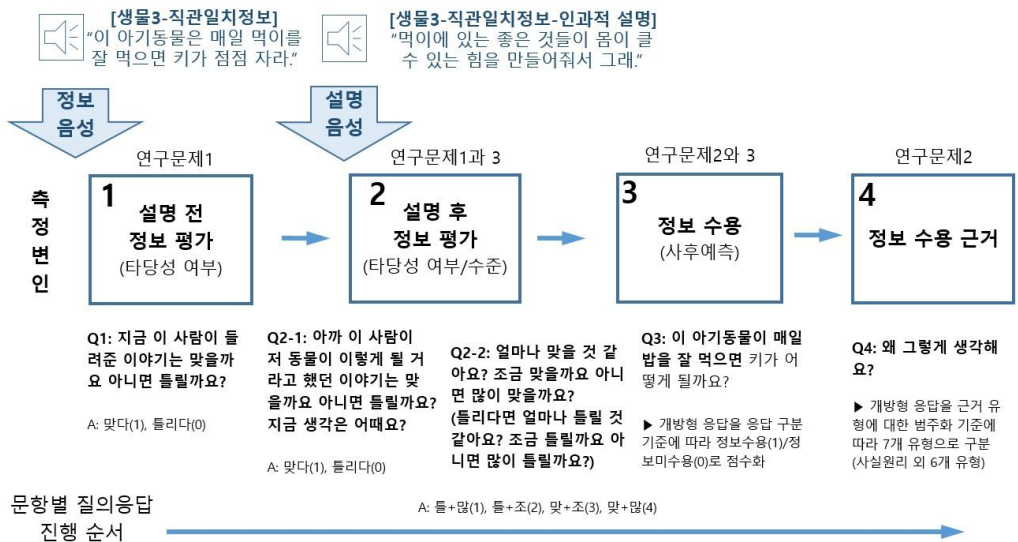 [생물3-직관일치정보]
“이 아기동물은 매일 먹이를
잘 먹으면 키가 점점 자라.”
[생물3-직관일치정보-인과적 설명]
“먹이에 있는 좋은 것들이 몸이 클
수 있는 힘을 만들어줘서 그래.”
정보
음성
설명
음성
연구문제1
연구문제1과 3
연구문제2와 3
연구문제2
측
정
변
인
1
설명 전
정보 평가
(타당성 여부)
2
설명 후
정보 평가
(타당성 여부/수준)
3
정보 수용
(사후예측)
4
정보 수용 근거
Q1: 지금 이 사람이 들
려준 이야기는 맞을까
요 아니면 틀릴까요?
A: 맞다(1), 틀리다(0)
Q2-1: 아까 이 사람이
저 동물이 이렇게 될 거
라고 했던 이야기는 맞
을까요 아니면 틀릴까요?
지금 생각은 어때요?
A: 맞다(1), 틀리다(0)
Q2-2: 얼마나 맞을 것 같
아요? 조금 맞을까요 아니
면 많이 맞을까요?
(틀리다면 얼마나 틀릴 것
같아요? 조금 틀릴까요 아
니면 많이 틀릴까요?)
A: 틀+많(1), 틀+조(2), 맞+조(3), 맞+많(4)
Q3: 이 아기동물이 매일
밥을 잘 먹으면 키가 어
떻게 될까요?
▶ 개방형 응답을 응답 구분
기준에 따라 정보수용(1)/정
보미수용(0)로 점수화
Q4: 왜 그렇게 생각해
요?
▶ 개방형 응답을 근거 유
형에 대한 범주화 기준에
따라 7개 유형으로 구분
(사실원리 외 6개 유형)
문항별 질의응답
진행 순서